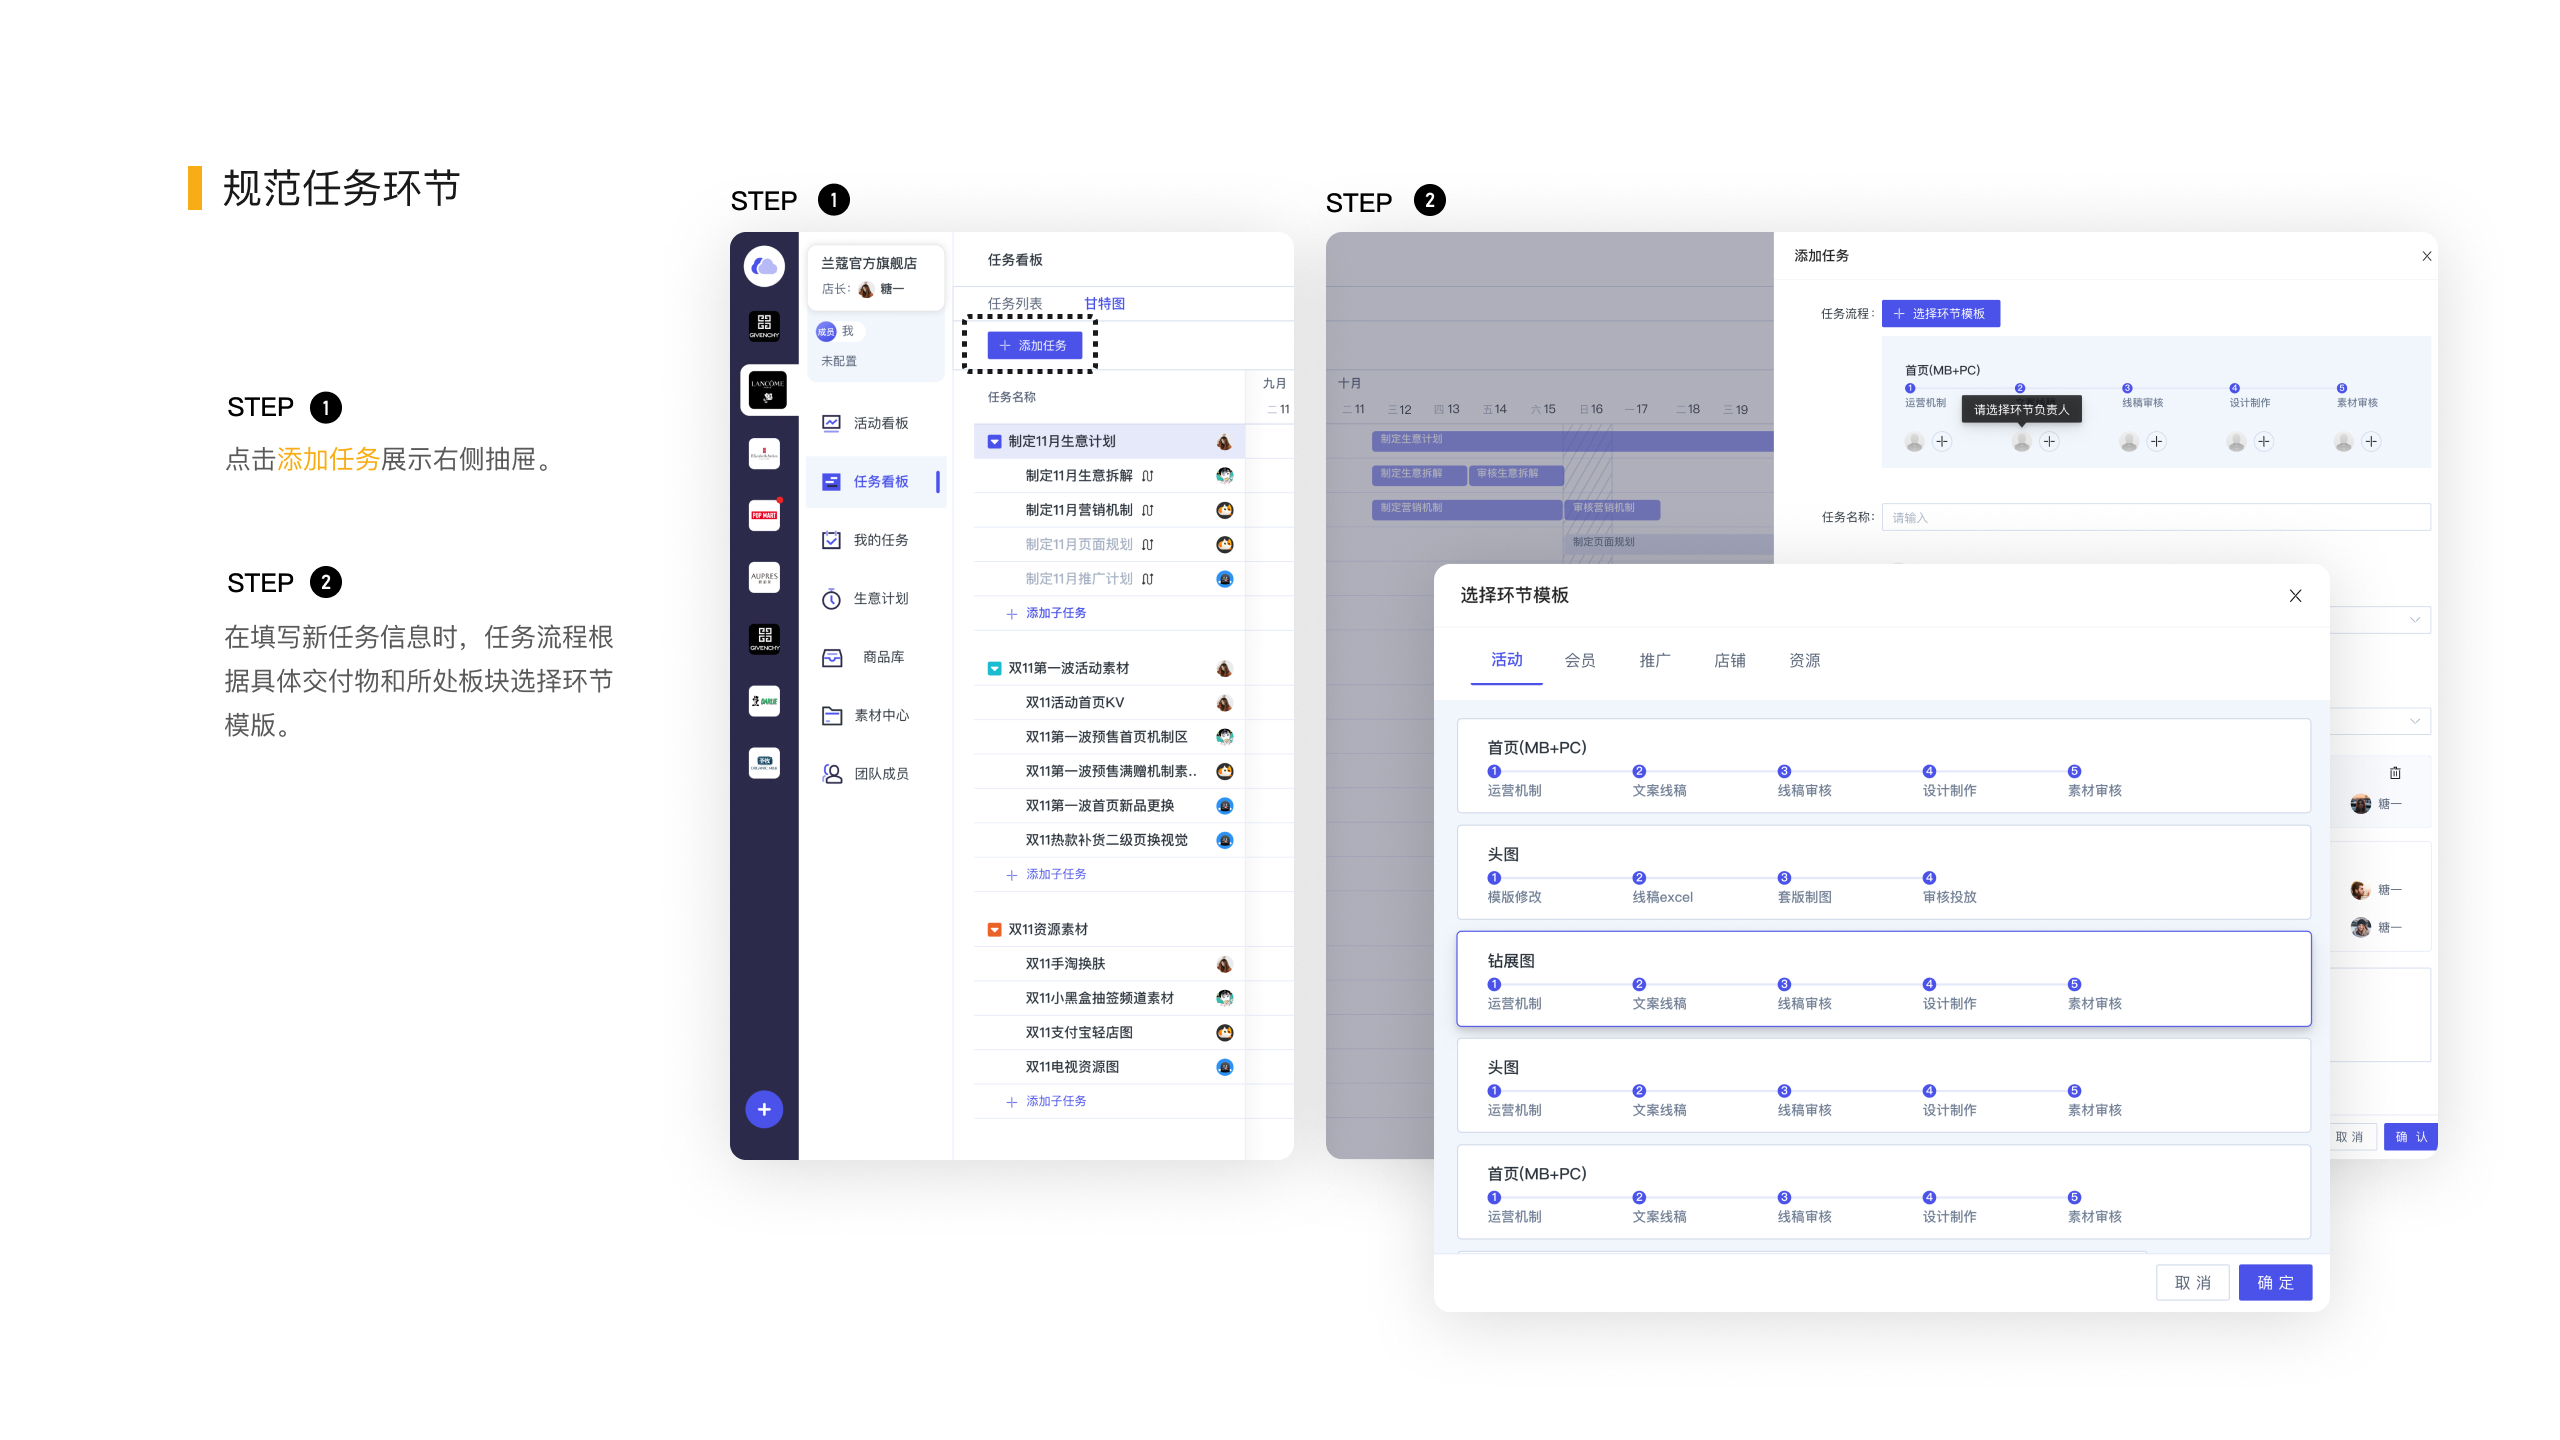 规范任务环节
STEP 1
点击添加任务展示右侧抽屉。
STEP 2
在填写新任务信息时，任务流程根
据具体交付物和所处板块选择环节
模版。
STEP 1
GIVENCHY
LANCÔME
POP MART
AUPRES
GIVENCHY
DARLIE
兰蔻官方旗舰店
店长： 糖一
成员 我
未配置
活动看板
任务看板
我的任务
生意计划
商品库
素材中心
团队成员
任务看板
任务列表 甘特图
添加任务
任务名称
九月
二 11
制定11月生意计划
制定11月生意拆解
制定11月营销机制
制定11月页面规划
制定11月推广计划
添加子任务
双11第一波活动素材
双11活动首页KV
双11第一波预售首页机制区
双11第一波预售满赠机制素..
双11第一波首页新品更换
双11热款补货二级页换视觉
添加子任务
双11资源素材
双11手淘换肤
双11小黑盒抽签频道素材
双11支付宝轻店图
双11电视资源图
添加子任务
STEP 2
十月
二 11 三 12 四 13 五 14 六 15 日 16 一 17 二 18 三 19
制定生意计划
制定生意拆解 审核生意拆解
制定营销机制 审核营销机制
制定页面规划
添加任务
任务流程： 选择环节模板
首页(MB+PC)
1 2 3 4 5
运营机制 线稿审核 设计制作 素材审核
请选择环节负责人
任务名称： 请输入
糖一
糖一
糖一
取 消 确 认
选择环节模板
活动 会员 推广 店铺 资源
首页(MB+PC)
1 2 3 4 5
运营机制 文案线稿 线稿审核 设计制作 素材审核
头图
1 2 3 4
模版修改 线稿excel 套版制图 审核投放
钻展图
1 2 3 4 5
运营机制 文案线稿 线稿审核 设计制作 素材审核
头图
1 2 3 4 5
运营机制 文案线稿 线稿审核 设计制作 素材审核
首页(MB+PC)
1 2 3 4 5
运营机制 文案线稿 线稿审核 设计制作 素材审核
取 消 确 定